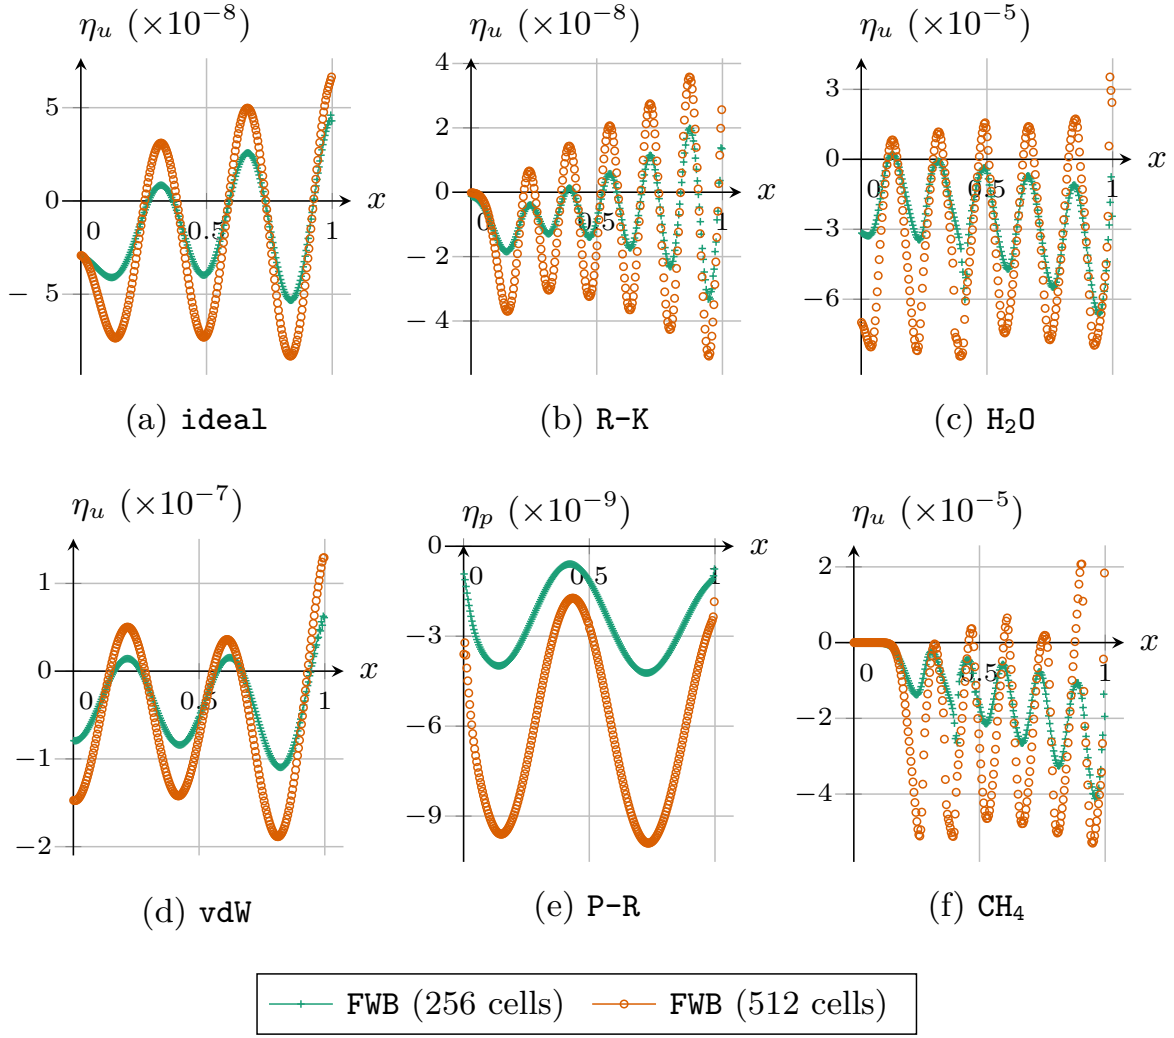 ηu (×10−8)
5
0
− 5
0
0.5
1
x
(a) ideal
ηu (×10−8)
4
2
0
−2
−4
0
0.5
1
x
(b) R-K
ηu (×10−5)
3
0
−3
−6
0
0.5
1
x
(c) H2O
ηu (×10−7)
1
0
−1
−2
0
0.5
1
x
(d) vdW
ηp (×10−9)
0
−3
−6
−9
0
0.5
1
x
(e) P-R
ηu (×10−5)
2
0
−2
−4
0
0.5
1
x
(f) CH4
FWB (256 cells) FWB (512 cells)